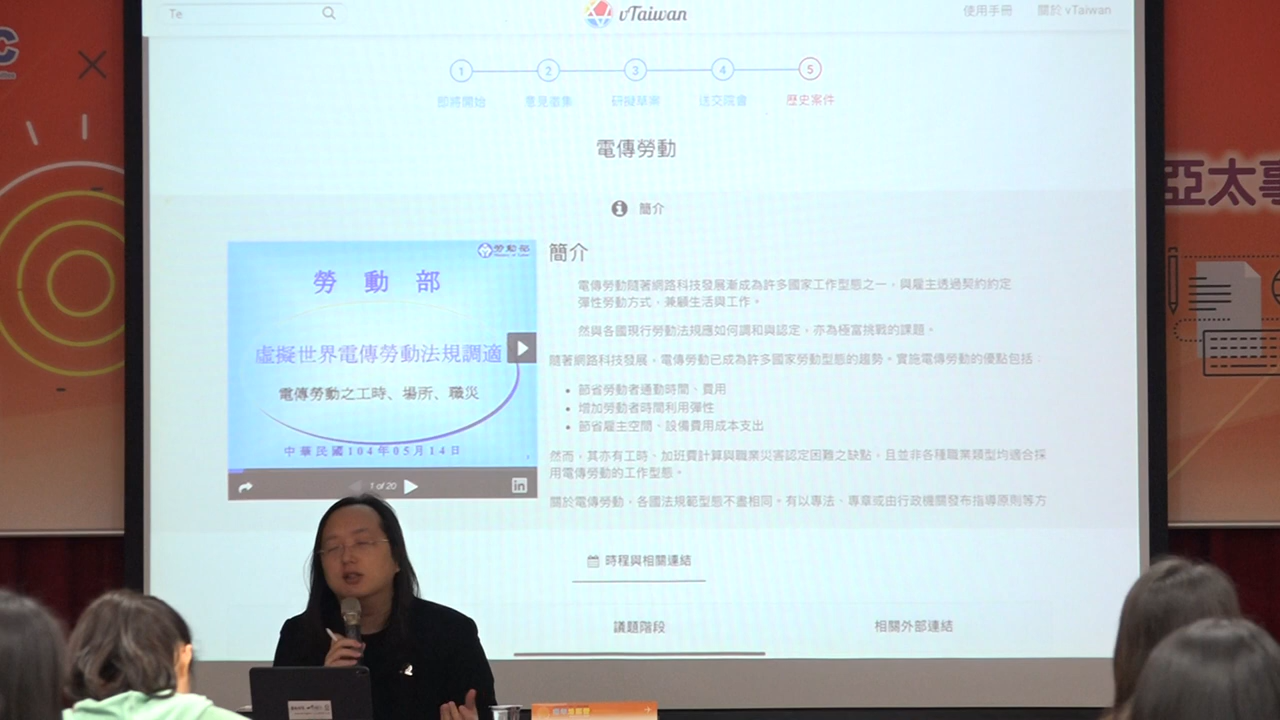 Te
vTaiwan
使用手冊 關於 vTaiwan
1 2 3 4 5
即將開始 意見徵集 研擬草案 送交院會 歷史案件
電傳勞動
簡介
勞動部
勞動部
虛擬世界電傳勞動法規調適
電傳勞動之工時、場所、職災
中華民國104年05月14日
1 of 20
in
簡介
電傳勞動隨著網路科技發展漸成為許多國家工作型態之一，與雇主透過契約約定
彈性勞動方式，兼顧生活與工作。
然與各國現行勞動法規應如何調和與認定，亦為極富挑戰的課題。
隨著網路科技發展，電傳勞動已成為許多國家勞動型態的趨勢。實施電傳勞動的優點包括：
節省勞動者通勤時間、費用
增加勞動者時間利用彈性
節省雇主空間、設備費用成本支出
然而，其亦有工時、加班費計算與職業災害認定困難之缺點，且並非各種職業類型均適合採
用電傳勞動的工作型態。
關於電傳勞動，各國法規範型態不盡相同。有以專法、專章或由行政機關發布指導原則等方
時程與相關連結
議題階段 相關外部連結
亞太事